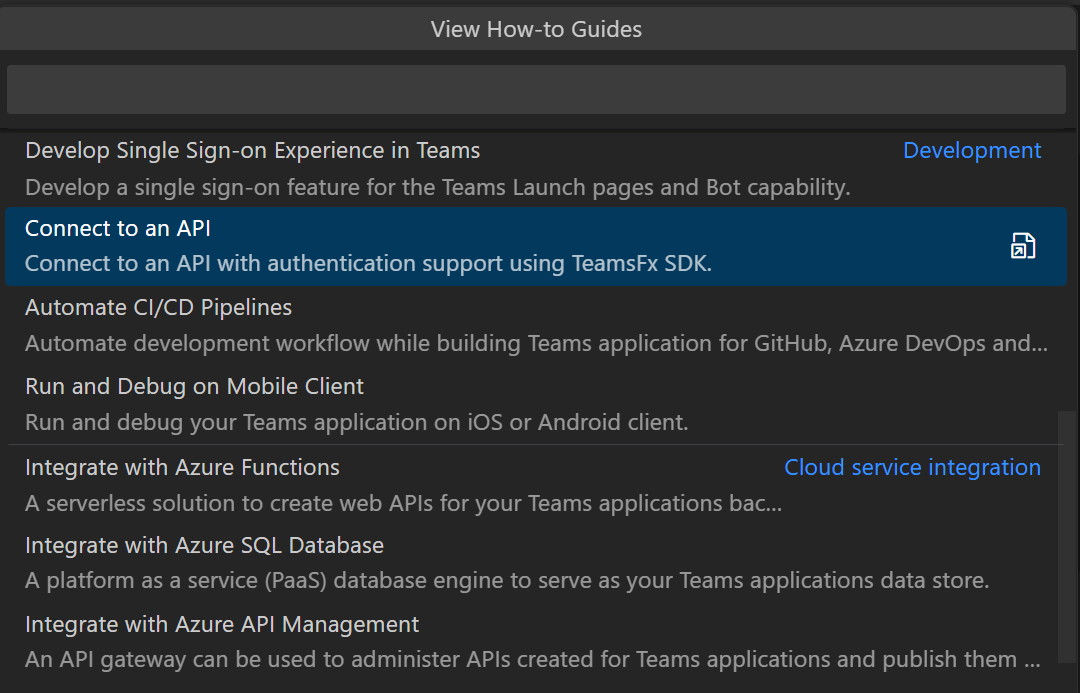 View How-to Guides
Develop Single Sign-on Experience in Teams
Development
Develop a single sign-on feature for the Teams Launch pages and Bot capability.
Connect to an API
Connect to an API with authentication support using TeamsFx SDK.
Automate CI/CD Pipelines
Automate development workflow while building Teams application for GitHub, Azure DevOps and...
Run and Debug on Mobile Client
Run and debug your Teams application on iOS or Android client.
Integrate with Azure Functions
Cloud service integration
A serverless solution to create web APIs for your Teams applications bac...
Integrate with Azure SQL Database
A platform as a service (PaaS) database engine to serve as your Teams applications data store.
Integrate with Azure API Management
An API gateway can be used to administer APIs created for Teams applications and publish them ...